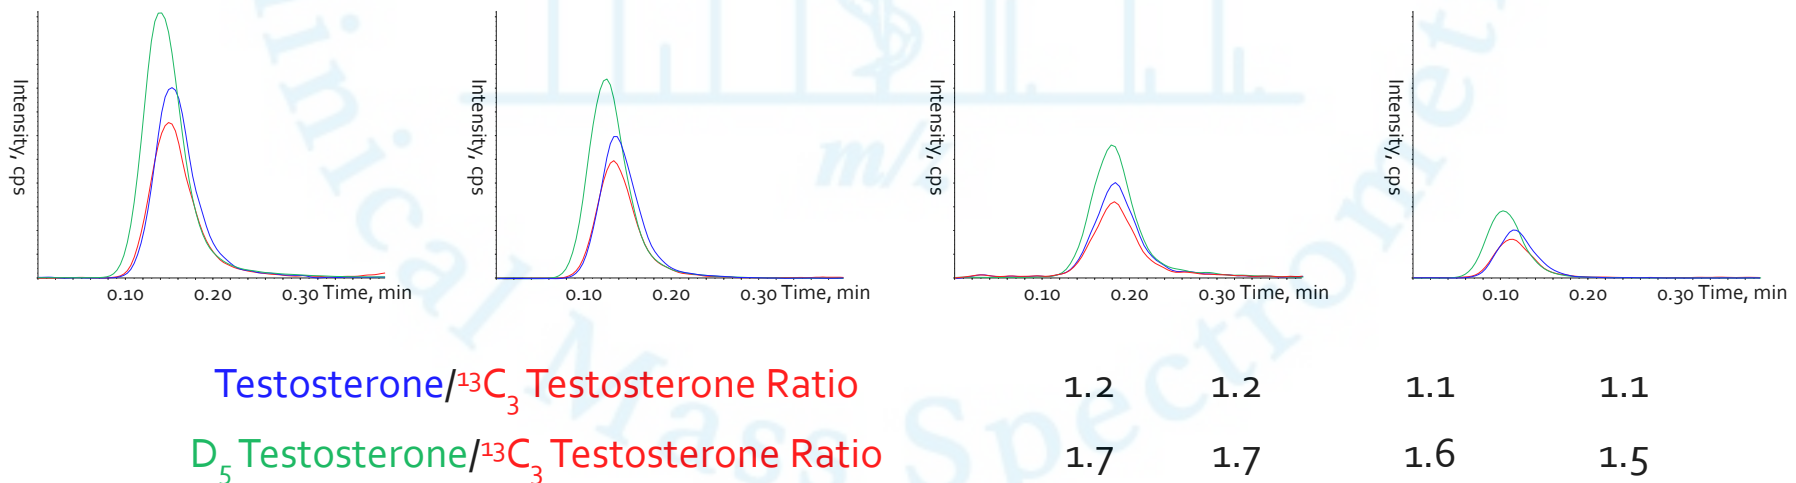 Intensity, cps
0.10 0.20 0.30 Time, min
Intensity, cps
0.10 0.20 0.30 Time, min
Intensity, cps
0.10 0.20 0.30 Time, min
Intensity, cps
0.10 0.20 0.30 Time, min
m/z
linical Mass Spectromet
Testosterone/¹³C₃ Testosterone Ratio 1.2 1.2 1.1 1.1
D₅ Testosterone/¹³C₃ Testosterone Ratio 1.7 1.7 1.6 1.5